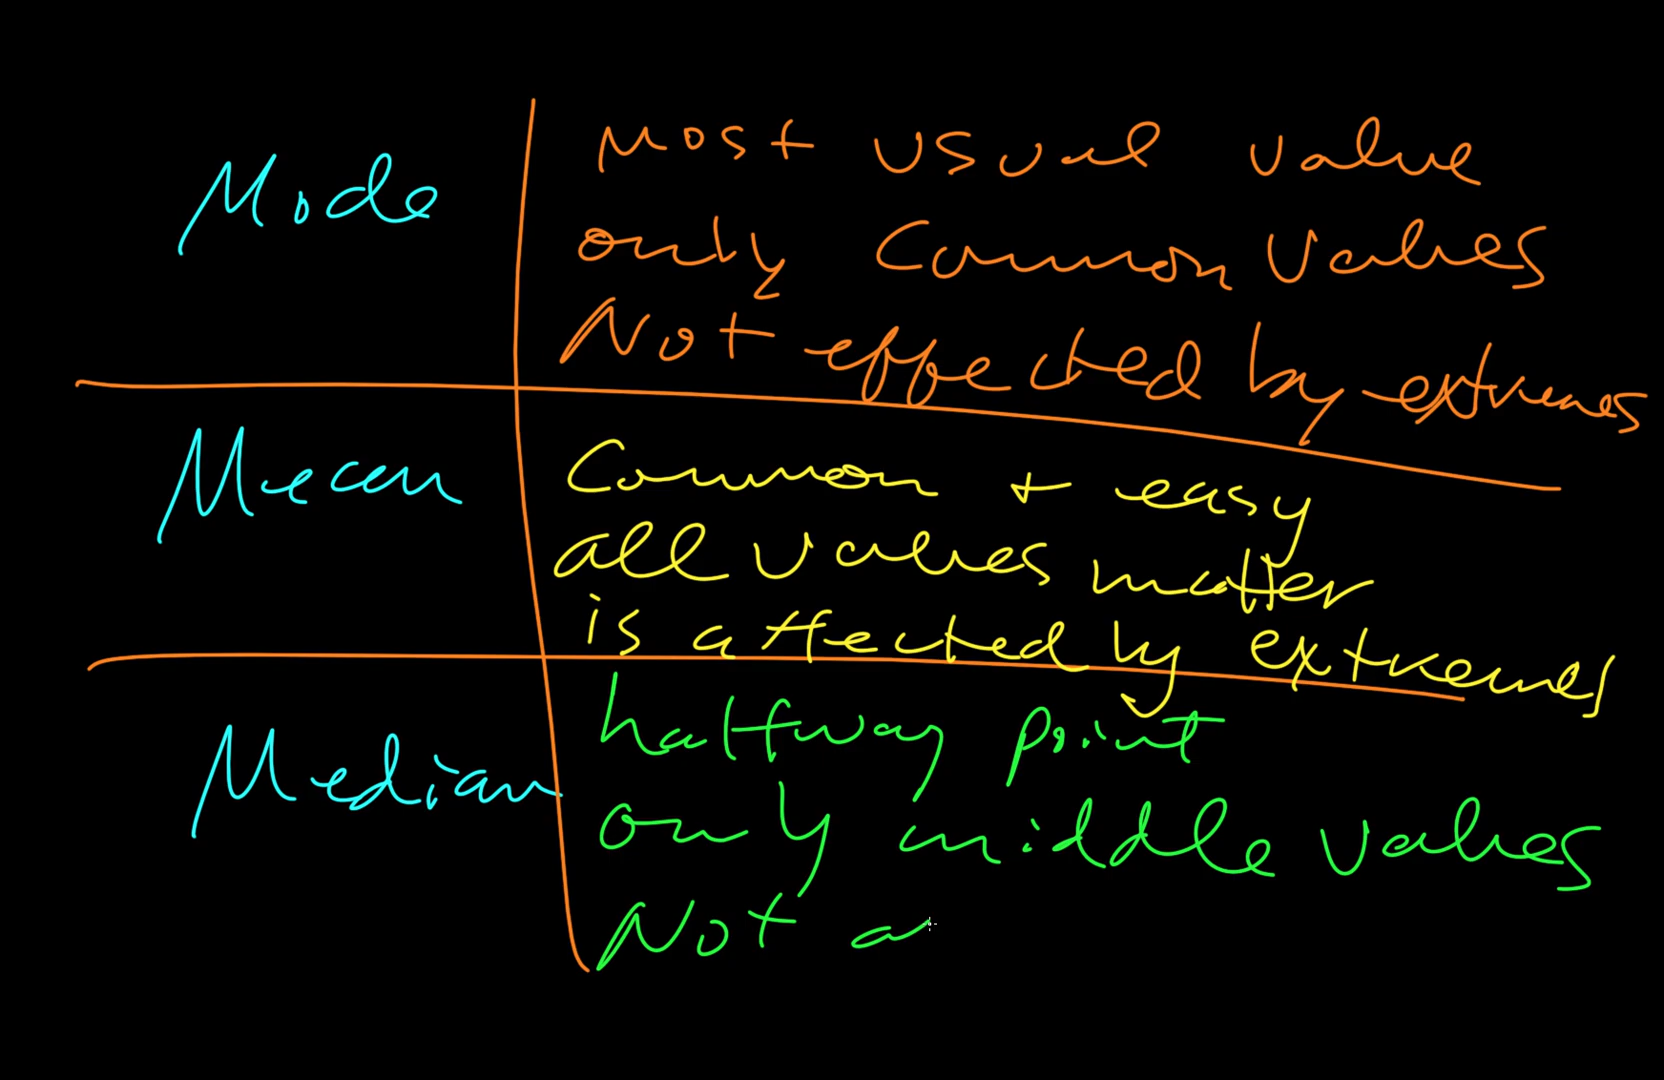 Mode
Most usual value
only Common Values
Not effected by extremes
Mean
Common + easy
all values matter
is affected by extremes
Median
halfway point
only middle values
Not a